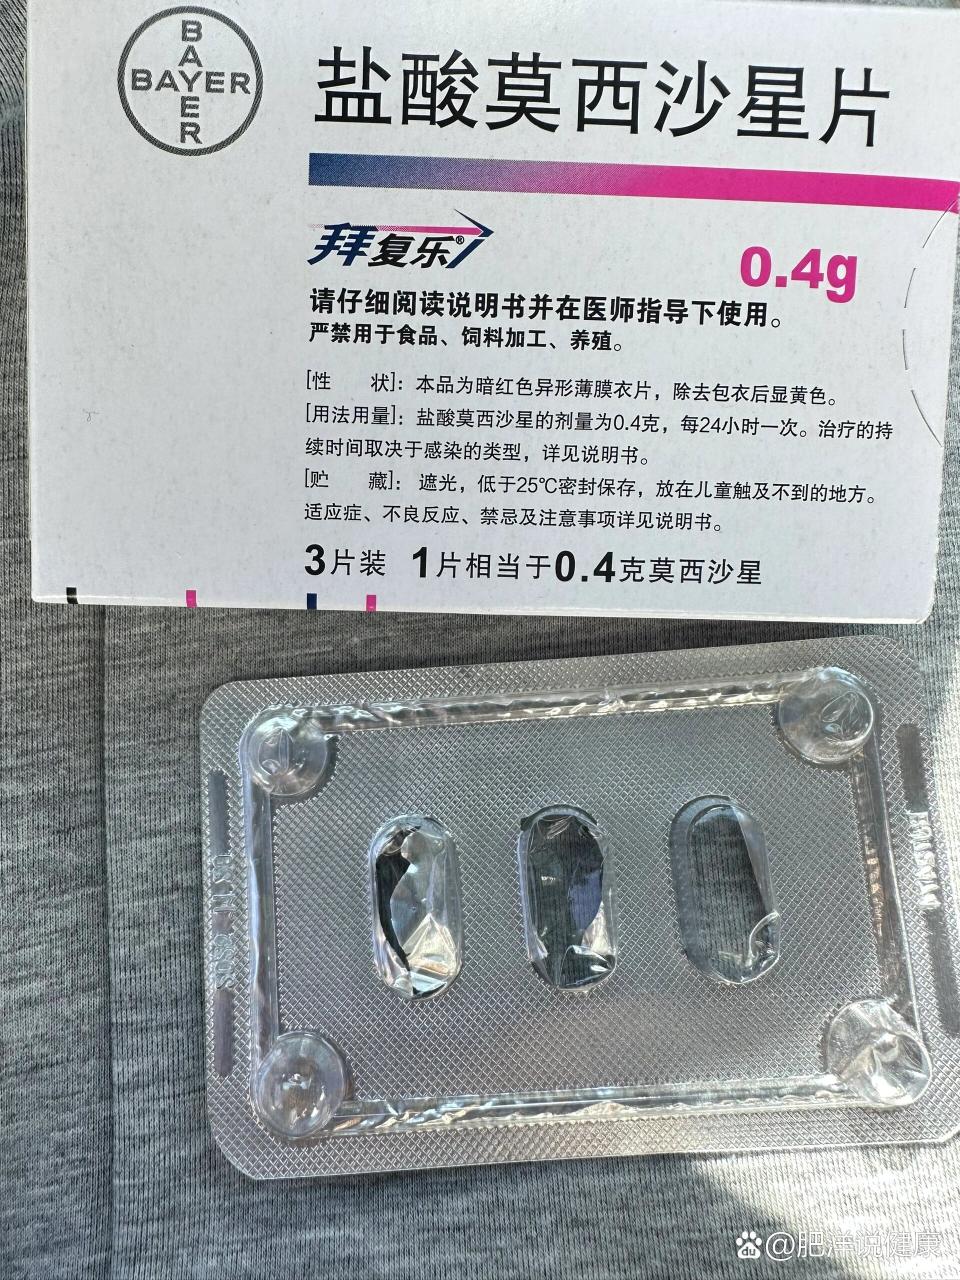 BAYER
BAYER
盐酸莫西沙星片
拜复乐®
0.4g
请仔细阅读说明书并在医师指导下使用。
严禁用于食品、饲料加工、养殖。
[性 状]：本品为暗红色异形薄膜衣片，除去包衣后显黄色。
[用法用量]：盐酸莫西沙星的剂量为0.4克，每24小时一次。治疗的持
续时间取决于感染的类型，详见说明书。
[贮 藏]：遮光，低于25℃密封保存，放在儿童触及不到的地方。
适应症、不良反应、禁忌及注意事项详见说明书。
3片装 1片相当于0.4克莫西沙星
du @肥洋说健康